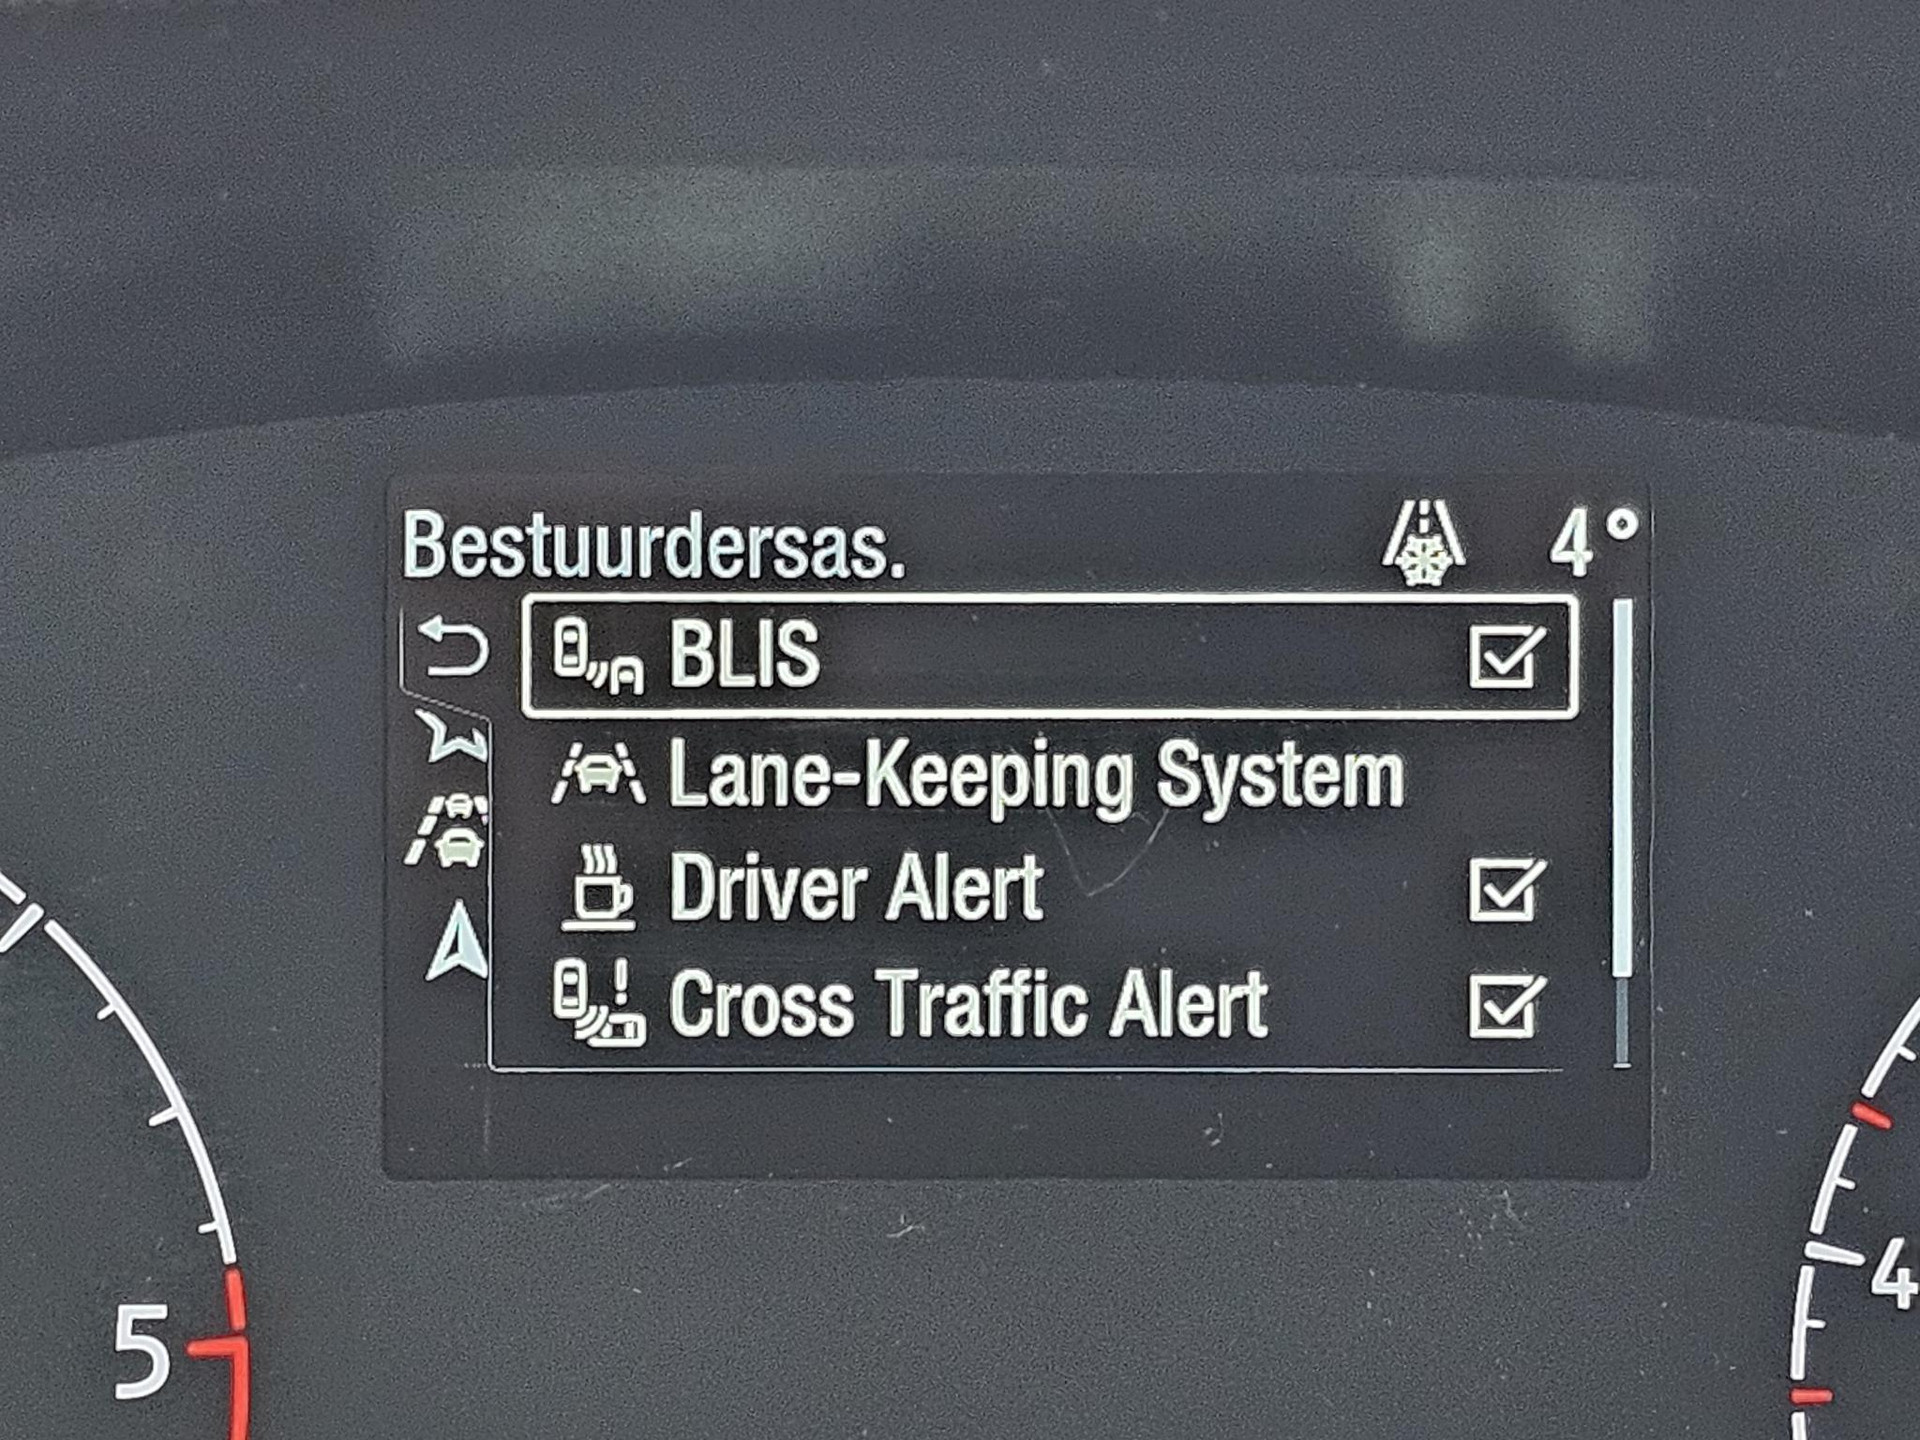 Bestuurdersas. 4°
BLIS
Lane-Keeping System
Driver Alert
Cross Traffic Alert
5
4